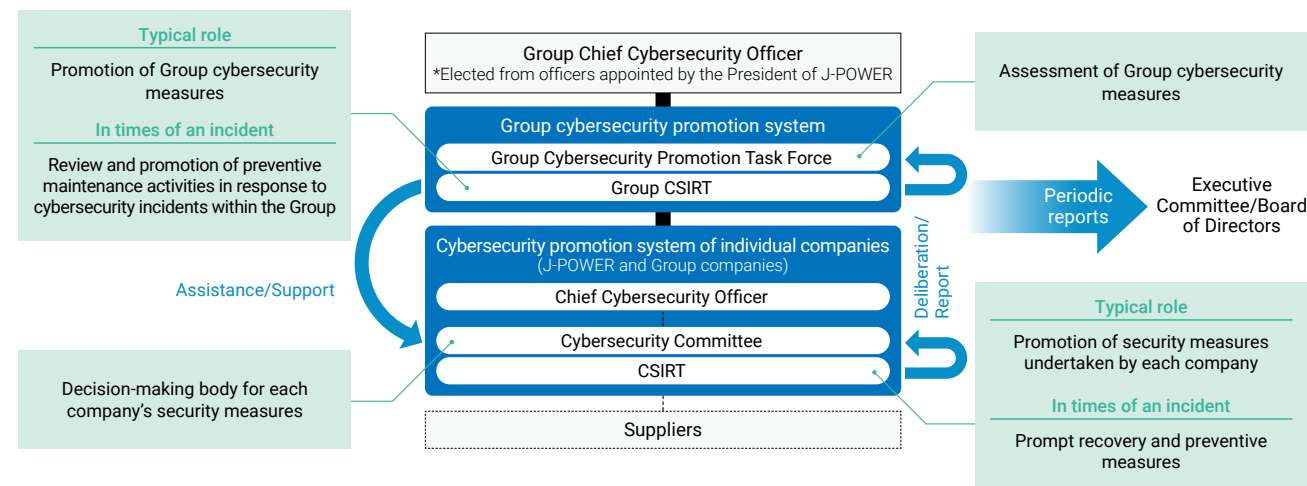 Typical role
Promotion of Group cybersecurity
measures
In times of an incident
Review and promotion of preventive
maintenance activities in response to
cybersecurity incidents within the Group
Group Chief Cybersecurity Officer
*Elected from officers appointed by the President of J-POWER
Group cybersecurity promotion system
Group Cybersecurity Promotion Task Force
Group CSIRT
Assessment of Group cybersecurity
measures
Periodic
reports
Executive
Committee/Board
of Directors
Assistance/Support
Cybersecurity promotion system of individual companies
(J-POWER and Group companies)
Chief Cybersecurity Officer
Cybersecurity Committee
CSIRT
Deliberation/
Report
Decision-making body for each
company’s security measures
Typical role
Promotion of security measures
undertaken by each company
In times of an incident
Prompt recovery and preventive
measures
Suppliers